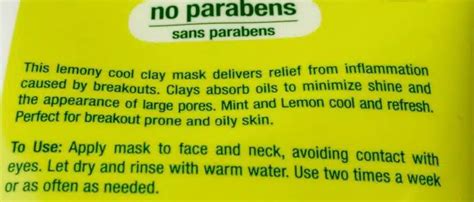 no parabens
sans parabens
This lemony cool clay mask delivers relief from inflammation
caused by breakouts. Clays absorb oils to minimize shine and
the appearance of large pores. Mint and Lemon cool and refresh.
Perfect for breakout prone and oily skin.
To Use: Apply mask to face and neck, avoiding contact with
eyes. Let dry and rinse with warm water. Use two times a week
or as often as needed.